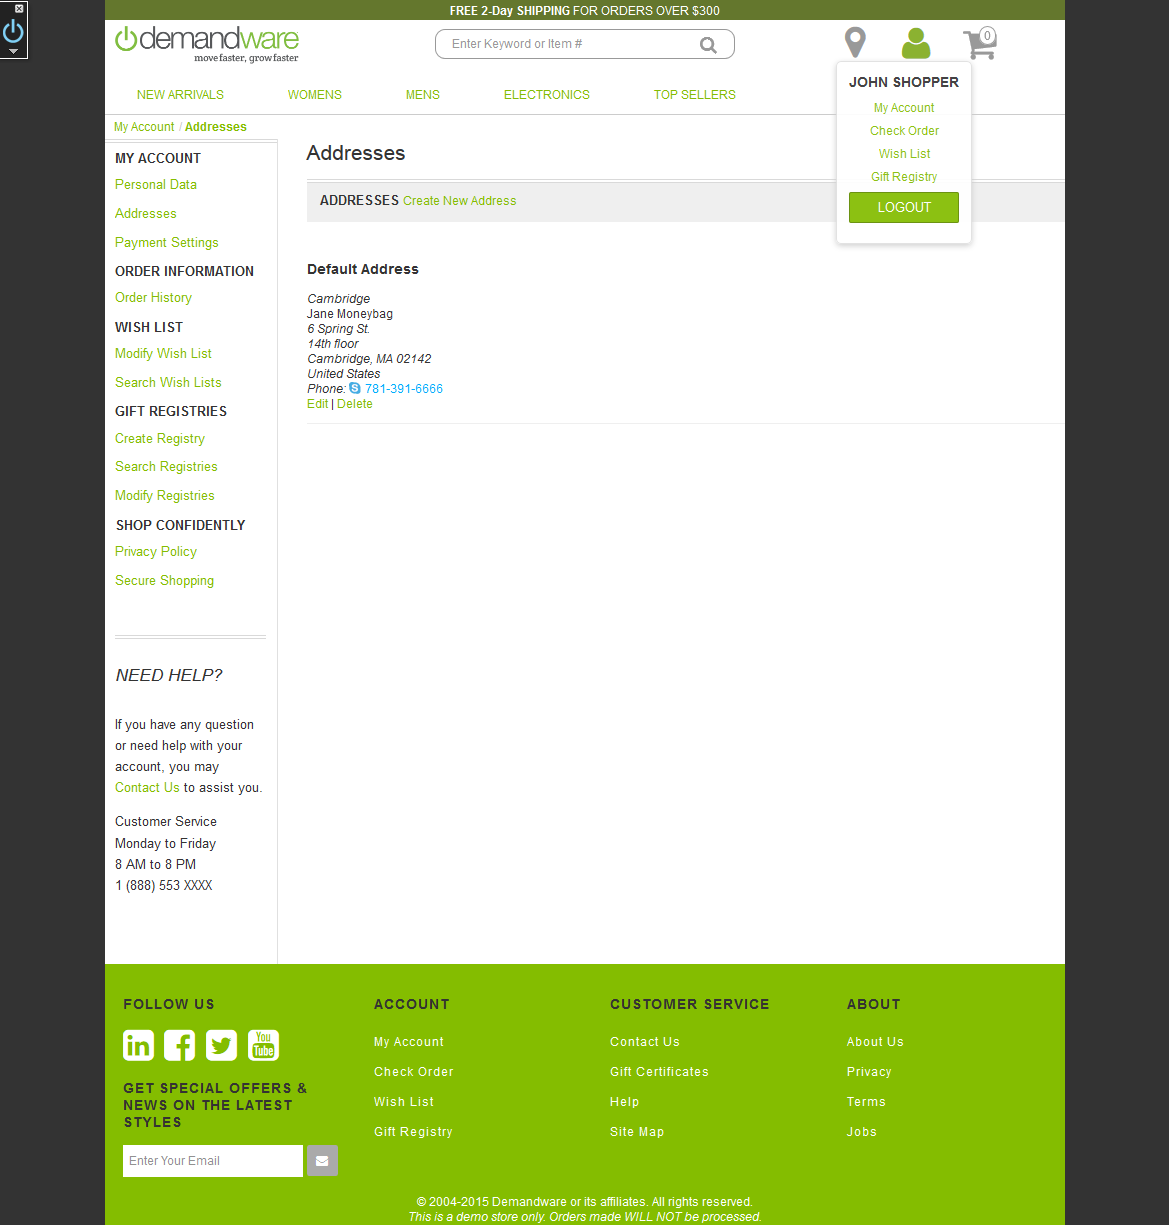 FREE 2-Day SHIPPING FOR ORDERS OVER $300
demandware
move faster, grow faster
Enter Keyword or Item #
0
NEW ARRIVALS WOMENS MENS ELECTRONICS TOP SELLERS
JOHN SHOPPER
My Account
Check Order
Wish List
Gift Registry
LOGOUT
My Account / Addresses
MY ACCOUNT
Personal Data
Addresses
Payment Settings
ORDER INFORMATION
Order History
WISH LIST
Modify Wish List
Search Wish Lists
GIFT REGISTRIES
Create Registry
Search Registries
Modify Registries
SHOP CONFIDENTLY
Privacy Policy
Secure Shopping
NEED HELP?
If you have any question
or need help with your
account, you may
Contact Us to assist you.
Customer Service
Monday to Friday
8 AM to 8 PM
1 (888) 553 XXXX
Addresses
ADDRESSES Create New Address
Default Address
Cambridge
Jane Moneybag
6 Spring St.
14th floor
Cambridge, MA 02142
United States
Phone: 781-391-6666
Edit | Delete
FOLLOW US
in
You
Tube
GET SPECIAL OFFERS &
NEWS ON THE LATEST
STYLES
Enter Your Email
ACCOUNT
My Account
Check Order
Wish List
Gift Registry
CUSTOMER SERVICE
Contact Us
Gift Certificates
Help
Site Map
ABOUT
About Us
Privacy
Terms
Jobs
© 2004-2015 Demandware or its affiliates. All rights reserved.
This is a demo store only. Orders made WILL NOT be processed.